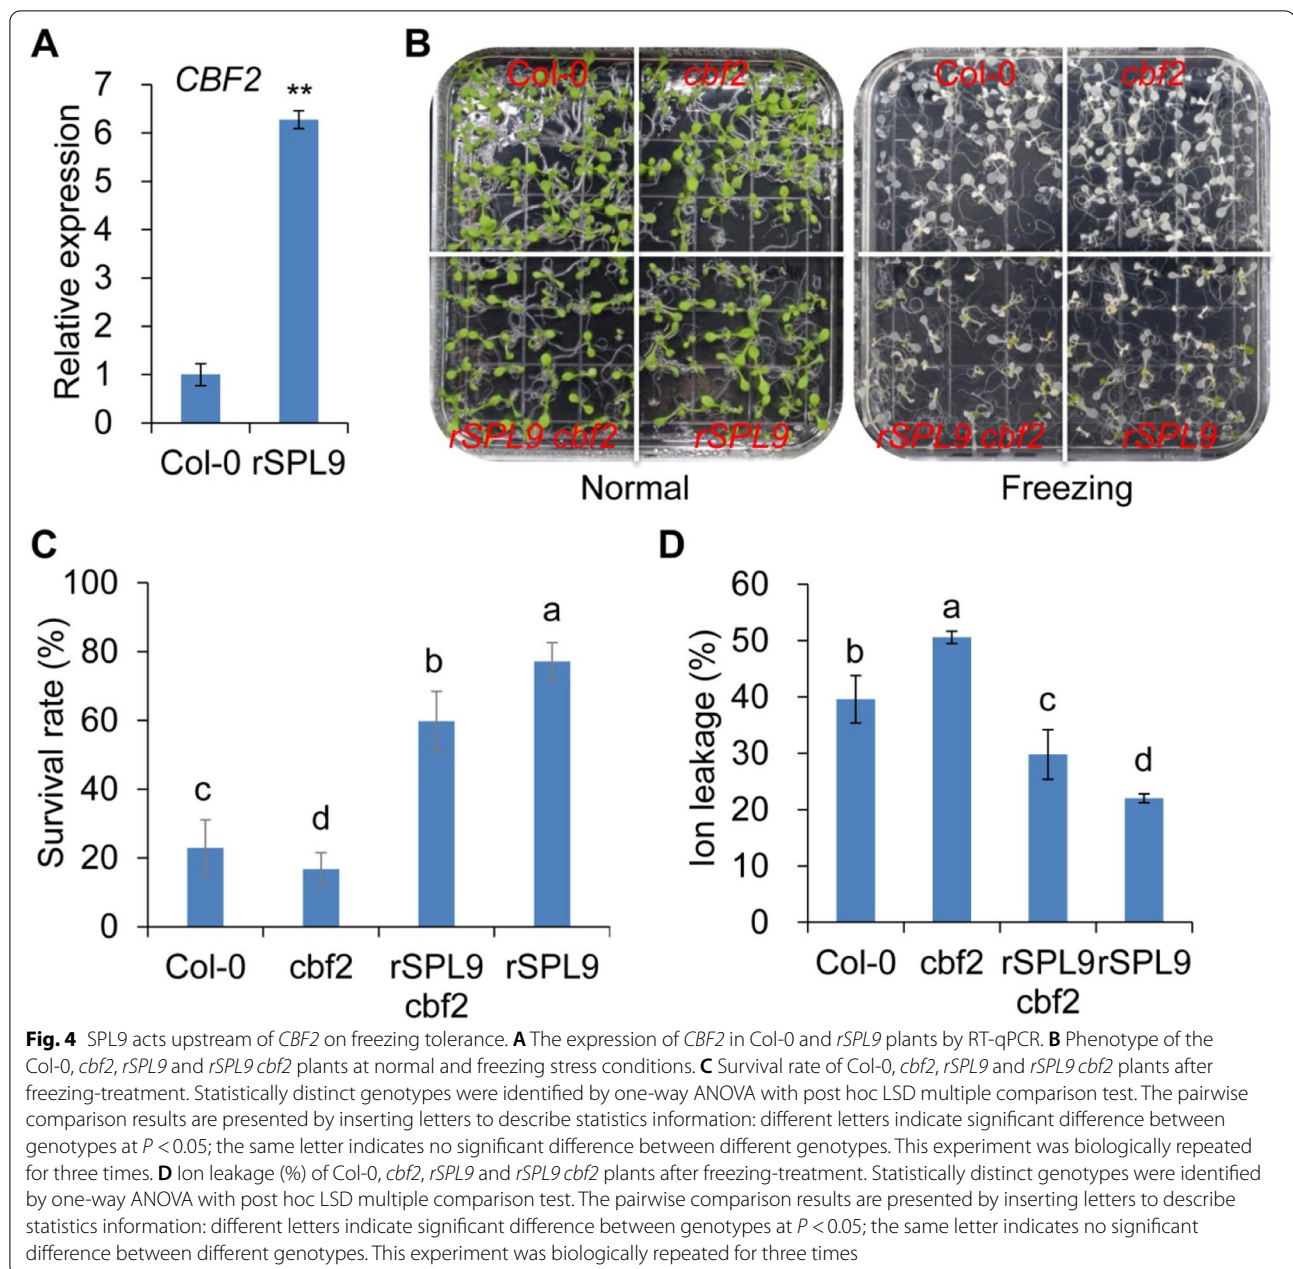 A
CBF2
**
7
6
5
4
3
2
1
0
Relative expression
Col-0 rSPL9
B
Col-0
cbf2
rSPL9 cbf2
rSPL9
Normal
Col-0
cbf2
rSPL9 cbf2
rSPL9
Freezing
C
100
80
60
40
20
0
Survival rate (%)
c
d
b
a
Col-0
cbf2
rSPL9
cbf2
rSPL9
D
60
50
40
30
20
10
0
Ion leakage (%)
b
a
c
d
Col-0
cbf2
rSPL9
cbf2
rSPL9
Fig. 4 SPL9 acts upstream of CBF2 on freezing tolerance. A The expression of CBF2 in Col-0 and rSPL9 plants by RT-qPCR. B Phenotype of the
Col-0, cbf2, rSPL9 and rSPL9 cbf2 plants at normal and freezing stress conditions. C Survival rate of Col-0, cbf2, rSPL9 and rSPL9 cbf2 plants after
freezing-treatment. Statistically distinct genotypes were identified by one-way ANOVA with post hoc LSD multiple comparison test. The pairwise
comparison results are presented by inserting letters to describe statistics information: different letters indicate significant difference between
genotypes at P < 0.05; the same letter indicates no significant difference between different genotypes. This experiment was biologically repeated
for three times. D Ion leakage (%) of Col-0, cbf2, rSPL9 and rSPL9 cbf2 plants after freezing-treatment. Statistically distinct genotypes were identified
by one-way ANOVA with post hoc LSD multiple comparison test. The pairwise comparison results are presented by inserting letters to describe
statistics information: different letters indicate significant difference between genotypes at P < 0.05; the same letter indicates no significant
difference between different genotypes. This experiment was biologically repeated for three times